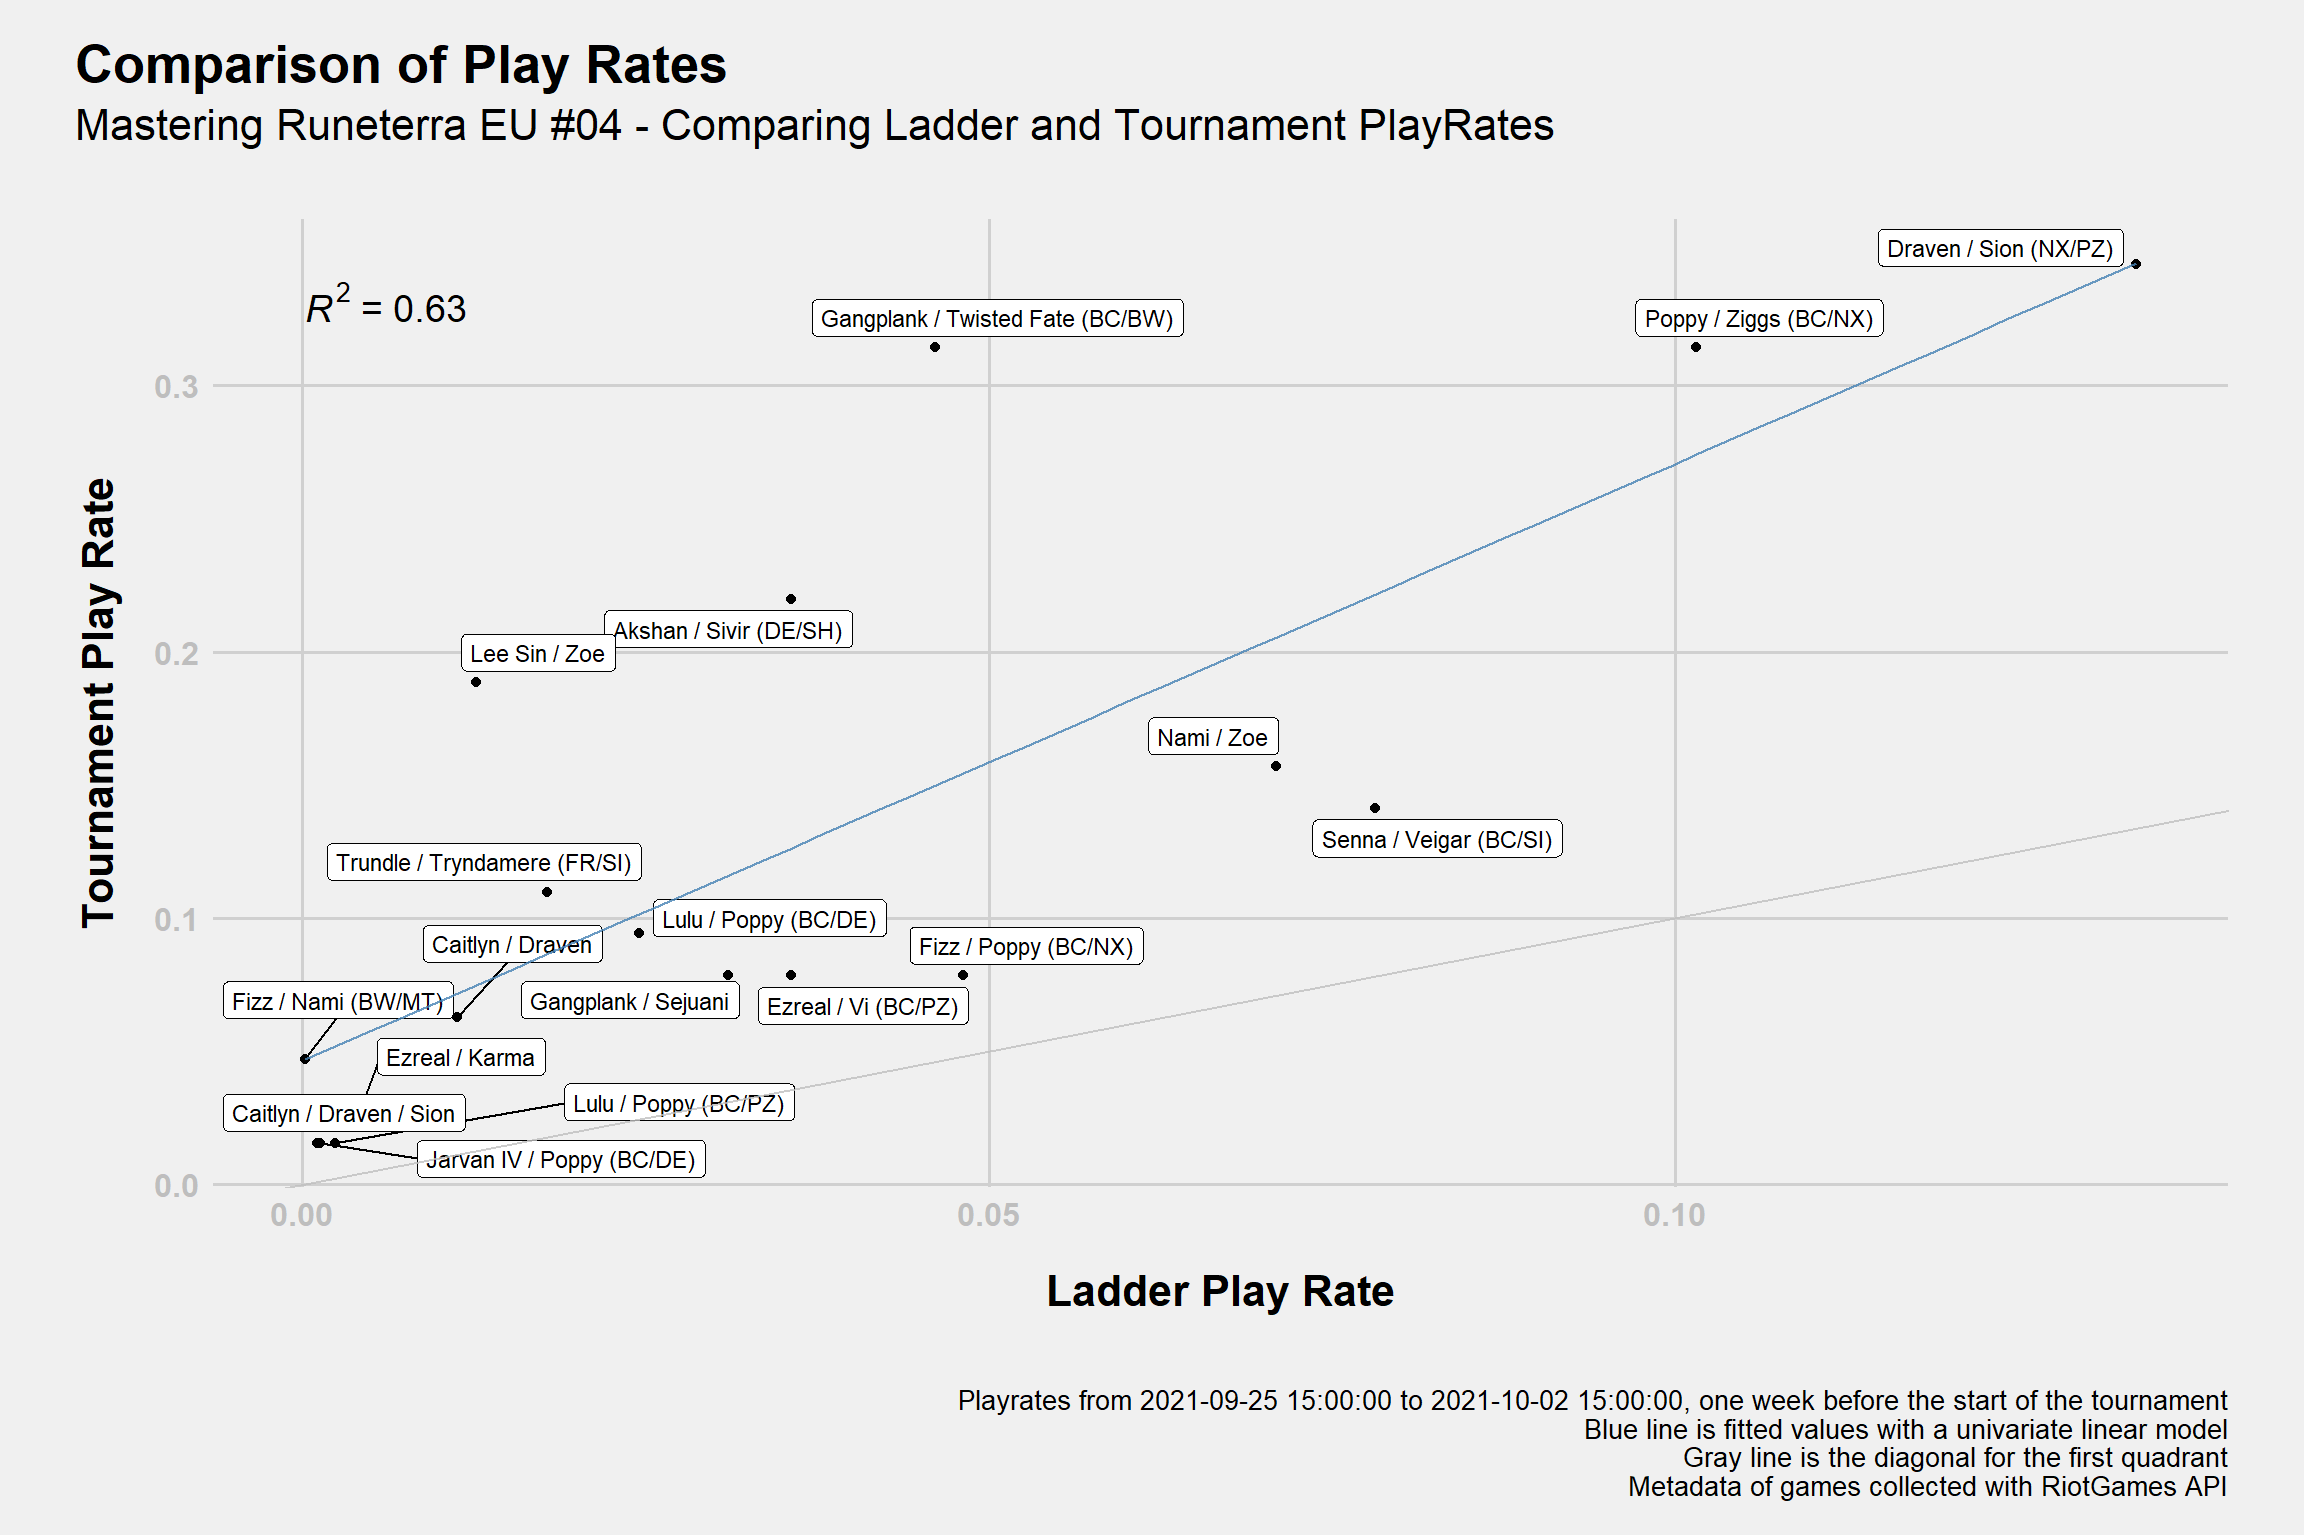 Comparison of Play Rates
Mastering Runeterra EU #04 - Comparing Ladder and Tournament PlayRates
Draven / Sion (NX/PZ)
R2 = 0.63
Gangplank / Twisted Fate (BC/BW)
Poppy / Ziggs (BC/NX)
0.3
Akshan / Sivir (DE/SH)
Lee Sin / Zoe
0.2
Nami / Zoe
Senna / Veigar (BC/SI)
Trundle / Tryndamere (FR/SI)
Lulu / Poppy (BC/DE)
0.1
Caitlyn / Draven
Fizz / Poppy (BC/NX)
Fizz / Nami (BW/MT)
Gangplank / Sejuani
Ezreal / Vi (BC/PZ)
Ezreal / Karma
Lulu / Poppy (BC/PZ)
Caitlyn / Draven / Sion
Jarvan IV / Poppy (BC/DE)
0.0
0.00
0.05
0.10
Tournament Play Rate
Ladder Play Rate
Playrates from 2021-09-25 15:00:00 to 2021-10-02 15:00:00, one week before the start of the tournament
Blue line is fitted values with a univariate linear model
Gray line is the diagonal for the first quadrant
Metadata of games collected with RiotGames API